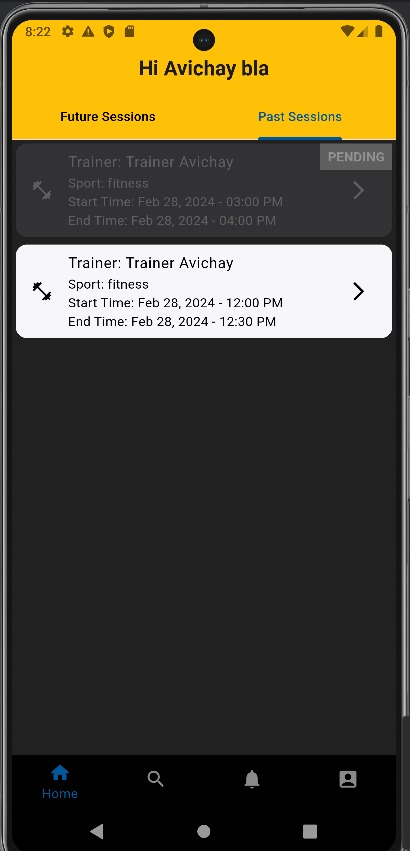 8:22
Hi Avichay bla
Future Sessions
Past Sessions
PENDING
Trainer: Trainer Avichay
Sport: fitness
Start Time: Feb 28, 2024 - 03:00 PM
End Time: Feb 28, 2024 - 04:00 PM
Trainer: Trainer Avichay
Sport: fitness
Start Time: Feb 28, 2024 - 12:00 PM
End Time: Feb 28, 2024 - 12:30 PM
Home